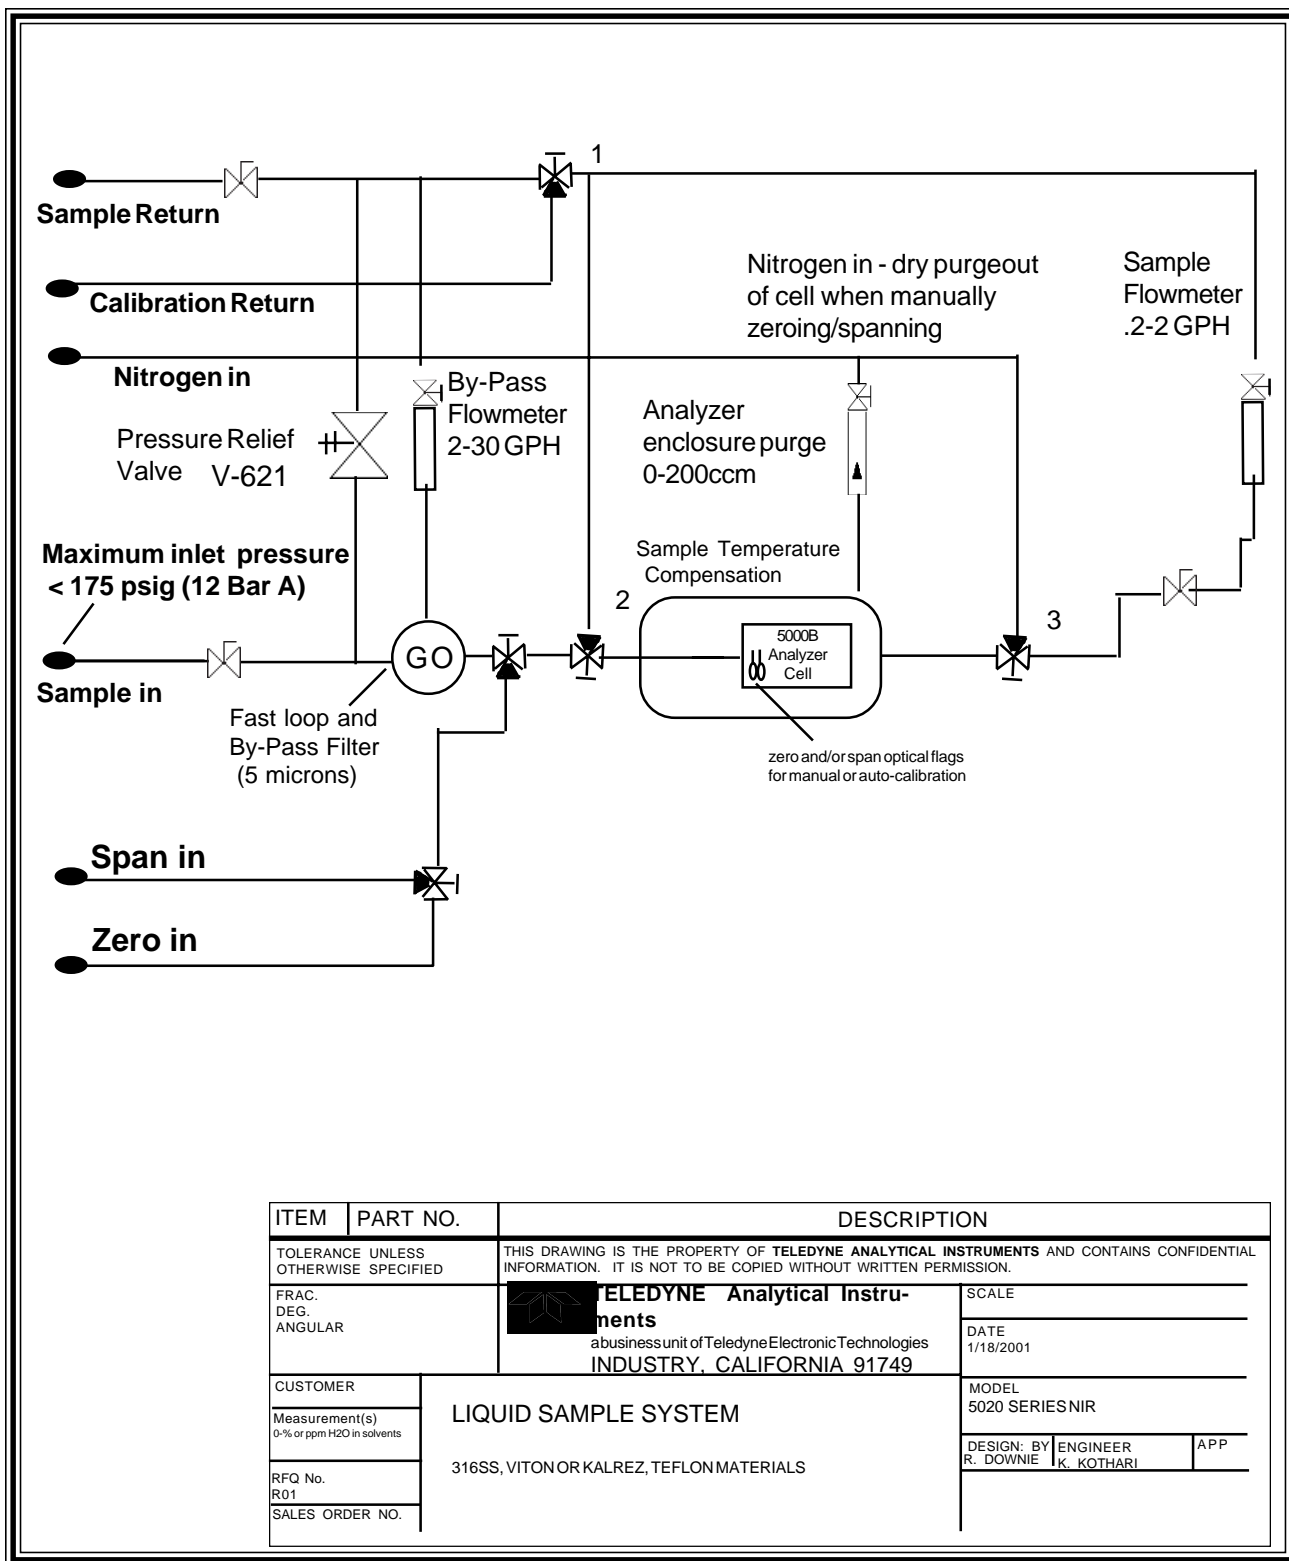 1
Sample Return
Calibration Return
Nitrogen in
Nitrogen in - dry purgeout
of cell when manually
zeroing/spanning
Sample
Flowmeter
.2-2 GPH
By-Pass
Flowmeter
2-30 GPH
Pressure Relief
Valve V-621
Analyzer
enclosure purge
0-200ccm
Maximum inlet pressure
< 175 psig (12 Bar A)
Sample Temperature
Compensation
2
3
GO
5000B
Analyzer
Cell
Sample in
Fast loop and
By-Pass Filter
(5 microns)
zero and/or span optical flags
for manual or auto-calibration
Span in
Zero in
ITEM PART NO. DESCRIPTION
TOLERANCE UNLESS
OTHERWISE SPECIFIED
THIS DRAWING IS THE PROPERTY OF TELEDYNE ANALYTICAL INSTRUMENTS AND CONTAINS CONFIDENTIAL
INFORMATION. IT IS NOT TO BE COPIED WITHOUT WRITTEN PERMISSION.
FRAC.
DEG.
ANGULAR
TELEDYNE Analytical Instru-
ments
a business unit of Teledyne Electronic Technologies
INDUSTRY, CALIFORNIA 91749
SCALE
DATE
1/18/2001
CUSTOMER
Measurement(s)
0-% or ppm H2O in solvents
RFQ No.
R01
SALES ORDER NO.
LIQUID SAMPLE SYSTEM
316SS, VITON OR KALREZ, TEFLON MATERIALS
MODEL
5020 SERIES NIR
DESIGN: BY
R. DOWNIE
ENGINEER
K. KOTHARI
APP